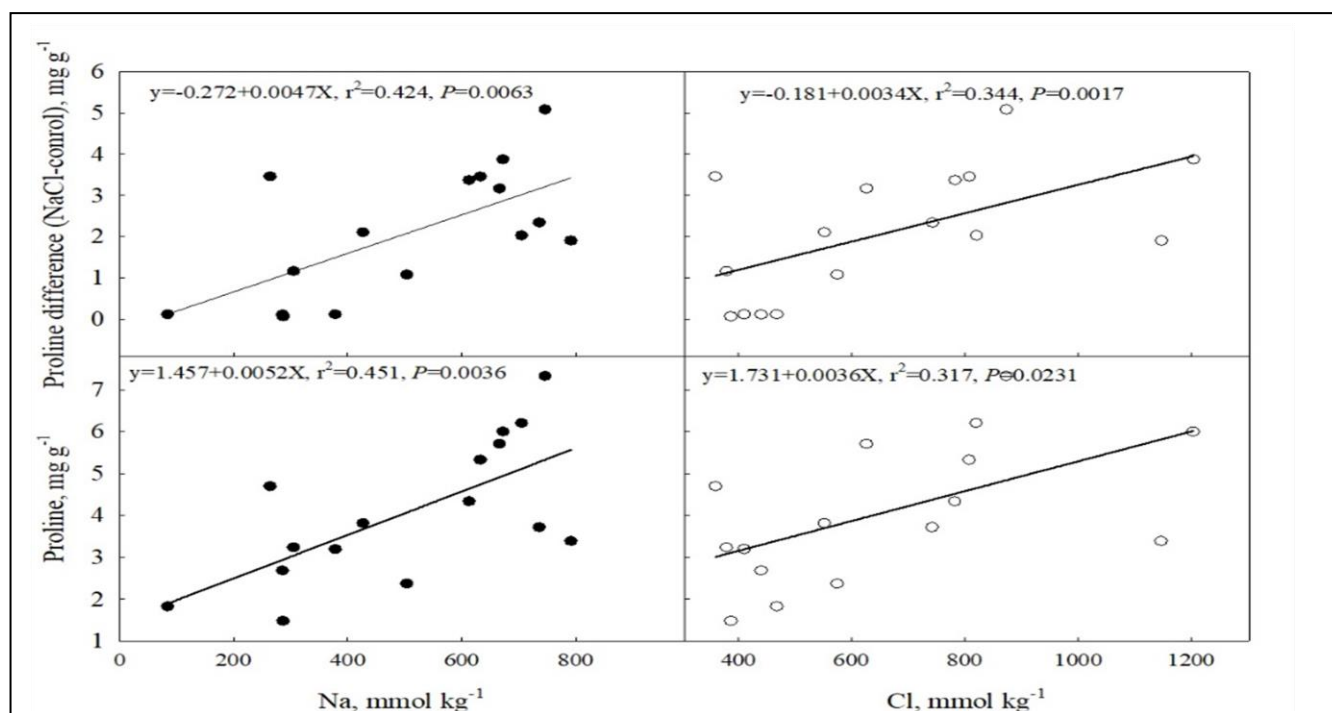 Proline difference (NaCl-conrol), mg g⁻¹
6
5
4
3
2
1
0
y=-0.272+0.0047X, r²=0.424, P=0.0063
y=-0.181+0.0034X, r²=0.344, P=0.0017
Proline, mg g⁻¹
7
6
5
4
3
2
1
y=1.457+0.0052X, r²=0.451, P=0.0036
y=1.731+0.0036X, r²=0.317, P=0.0231
0 200 400 600 800
400 600 800 1000 1200
Na, mmol kg⁻¹
Cl, mmol kg⁻¹